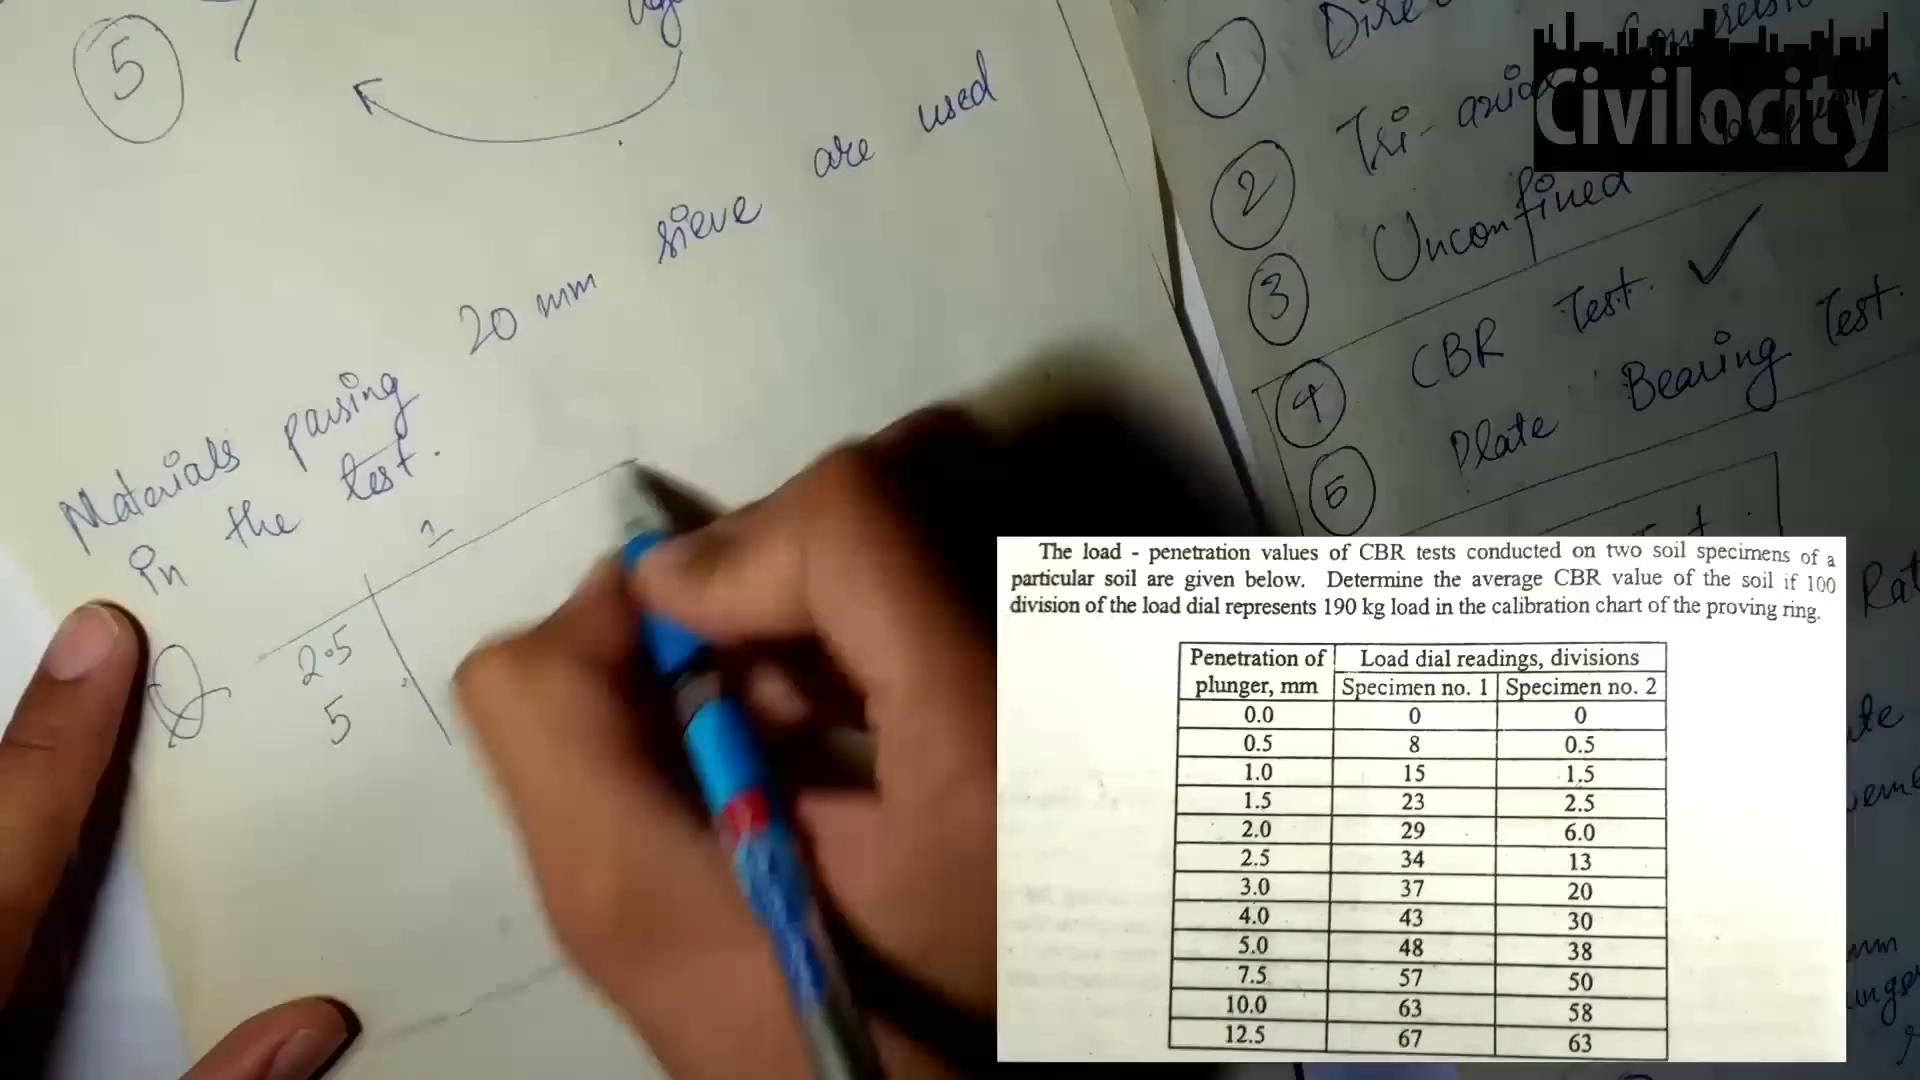 5
Materials passing 20 mm sieve are used
in the test.
Q
1
2.5
5
1
2 Tri-axial
3 Unconfined
4 CBR Test. ✓
5 Plate Bearing Test.
Civilocity
The load - penetration values of CBR tests conducted on two soil specimens of a
particular soil are given below. Determine the average CBR value of the soil if 100
division of the load dial represents 190 kg load in the calibration chart of the proving ring.
Penetration of plunger, mm Load dial readings, divisions
Specimen no. 1 Specimen no. 2
0.0 0 0
0.5 8 0.5
1.0 15 1.5
1.5 23 2.5
2.0 29 6.0
2.5 34 13
3.0 37 20
4.0 43 30
5.0 48 38
7.5 57 50
10.0 63 58
12.5 67 63